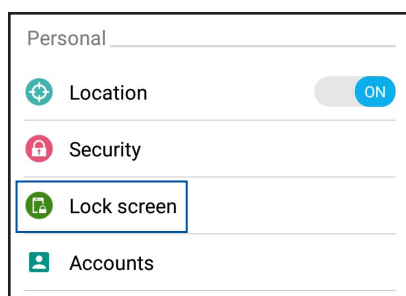 Personal
Location
ON
Security
Lock screen
Accounts